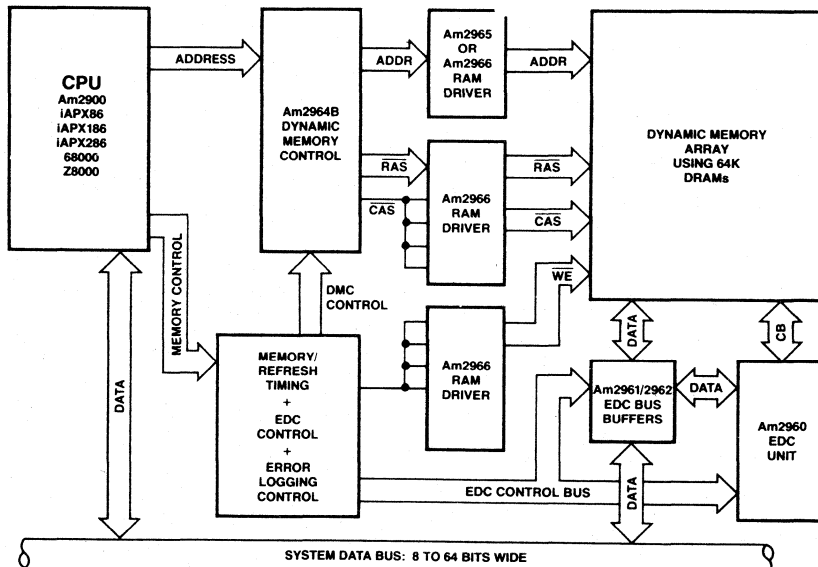 CPU
Am2900
iAPX86
iAPX186
iAPX286
68000
Z8000
ADDRESS
Am2964B
DYNAMIC
MEMORY
CONTROL
ADDR
Am2965
OR
Am2966
RAM
DRIVER
ADDR
DYNAMIC MEMORY
ARRAY
USING 64K
DRAMs
RAS
CAS
Am2966
RAM
DRIVER
RAS
CAS
WE
MEMORY CONTROL
DMC
CONTROL
MEMORY/
REFRESH
TIMING
+
EDC
CONTROL
+
ERROR
LOGGING
CONTROL
Am2966
RAM
DRIVER
DATA
CB
Am2961/2962
EDC BUS
BUFFERS
DATA
Am2960
EDC
UNIT
EDC CONTROL BUS
DATA
DATA
SYSTEM DATA BUS: 8 TO 64 BITS WIDE